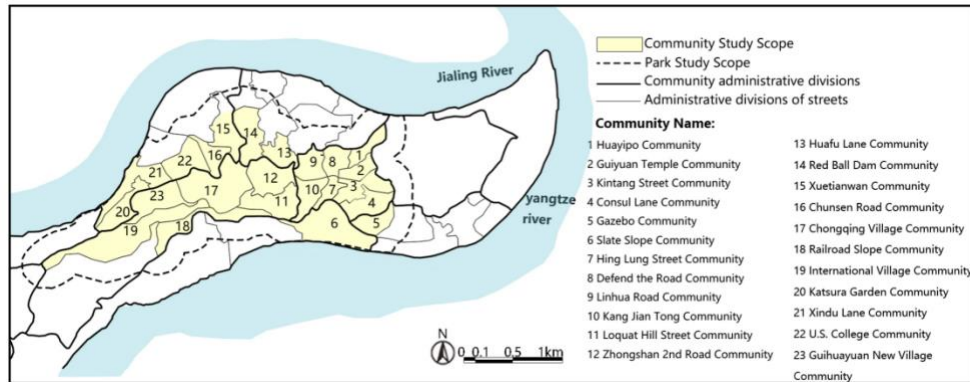 Jialing River
yangtze
river
Community Study Scope
Park Study Scope
Community administrative divisions
Administrative divisions of streets
Community Name:
1 Huayipo Community
2 Guiyuan Temple Community
3 Kintang Street Community
4 Consul Lane Community
5 Gazebo Community
6 Slate Slope Community
7 Hing Lung Street Community
8 Defend the Road Community
9 Linhua Road Community
10 Kang Jian Tong Community
11 Loquat Hill Street Community
12 Zhongshan 2nd Road Community
13 Huafu Lane Community
14 Red Ball Dam Community
15 Xuetianwan Community
16 Chunsen Road Community
17 Chongqing Village Community
18 Railroad Slope Community
19 International Village Community
20 Katsura Garden Community
21 Xindu Lane Community
22 U.S. College Community
23 Guihuayuan New Village
Community
15
14
22
16
13
9
8
1
21
2
12
23
17
10
7
3
11
4
20
19
18
6
5
N
0 0.1 0.5 1km